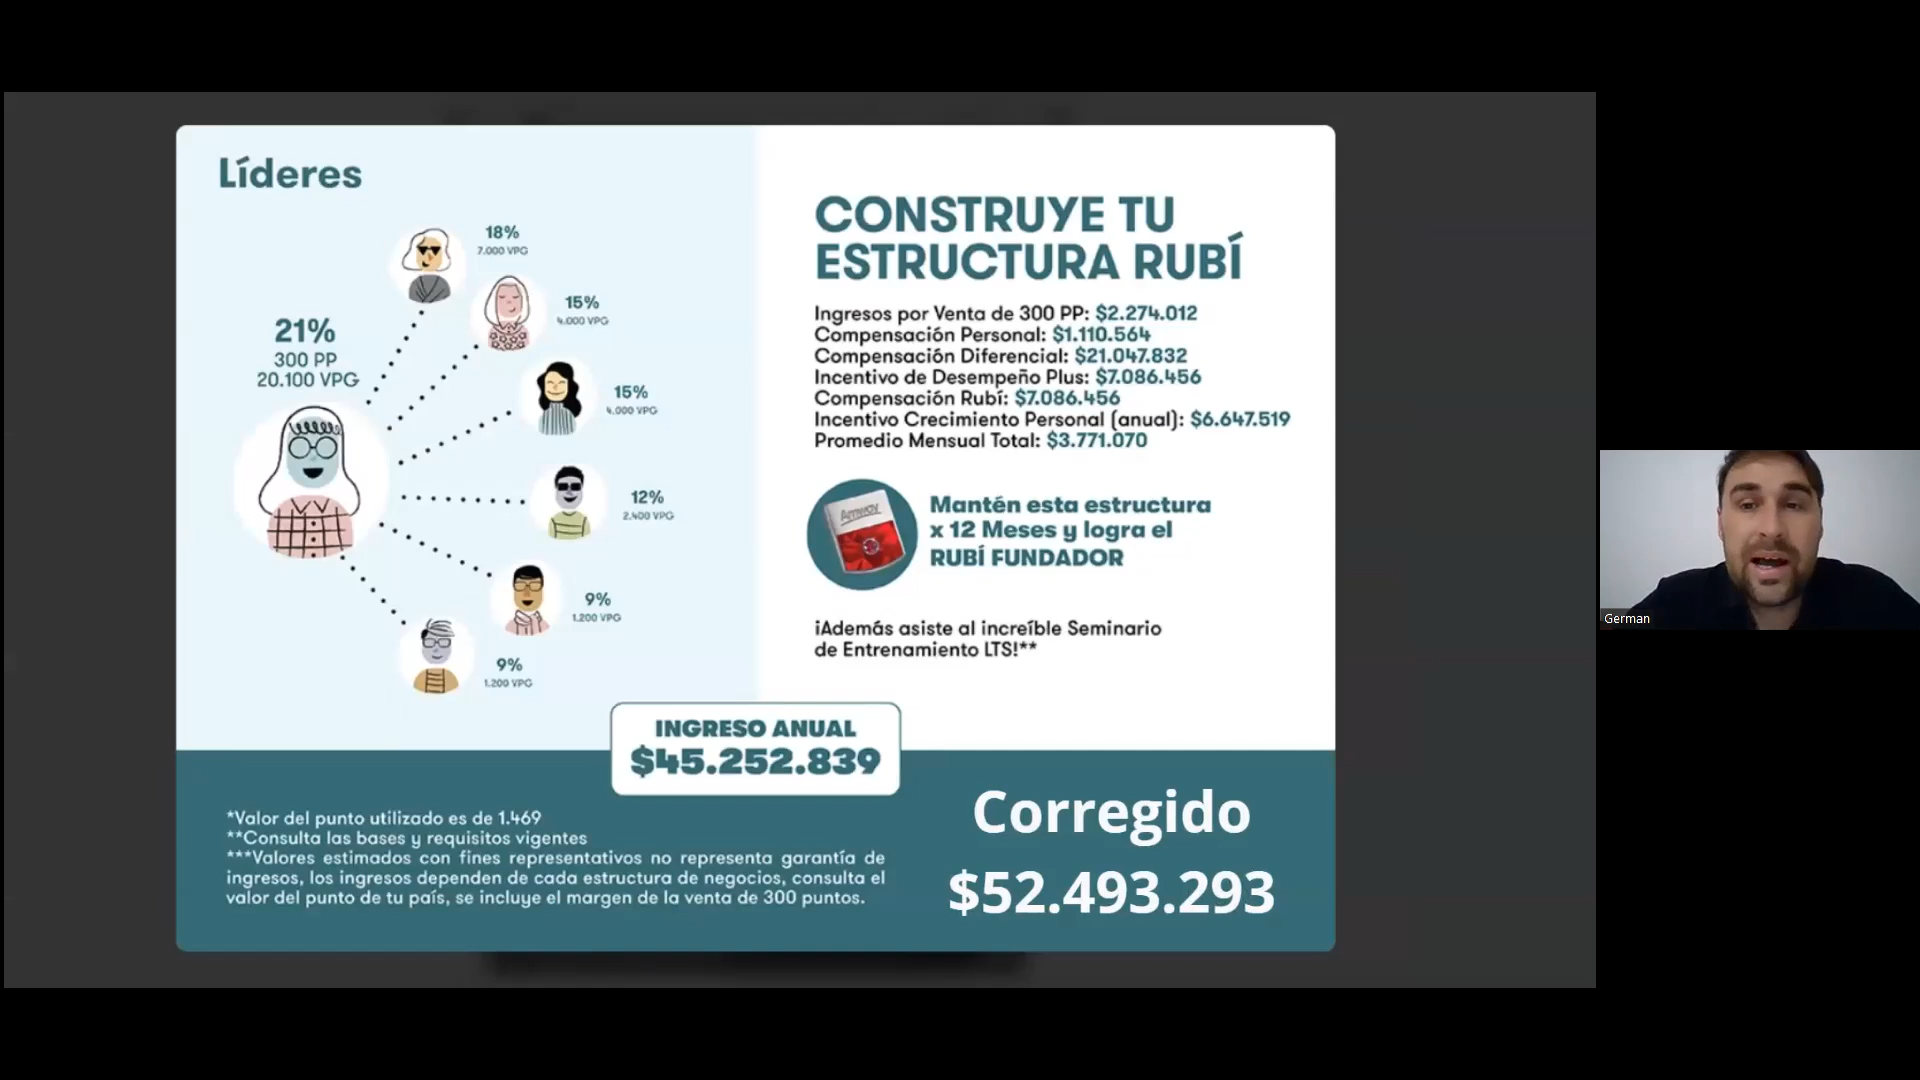 Líderes
18%
7.000 VPG
15%
4.000 VPG
21%
300 PP
20.100 VPG
15%
4.000 VPG
12%
2.400 VPG
9%
1.200 VPG
9%
1.200 VPG
CONSTRUYE TU
ESTRUCTURA RUBÍ
Ingresos por Venta de 300 PP: $2.274.012
Compensación Personal: $1.110.564
Compensación Diferencial: $21.047.832
Incentivo de Desempeño Plus: $7.086.456
Compensación Rubí: $7.086.456
Incentivo Crecimiento Personal (anual): $6.647.519
Promedio Mensual Total: $3.771.070
Amway
Mantén esta estructura
x 12 Meses y logra el
RUBÍ FUNDADOR
¡Además asiste al increíble Seminario
de Entrenamiento LTS!**
INGRESO ANUAL
$45.252.839
*Valor del punto utilizado es de 1.469
**Consulta las bases y requisitos vigentes
***Valores estimados con fines representativos no representa garantía de
ingresos, los ingresos dependen de cada estructura de negocios, consulta el
valor del punto de tu país, se incluye el margen de la venta de 300 puntos.
Corregido
$52.493.293
German